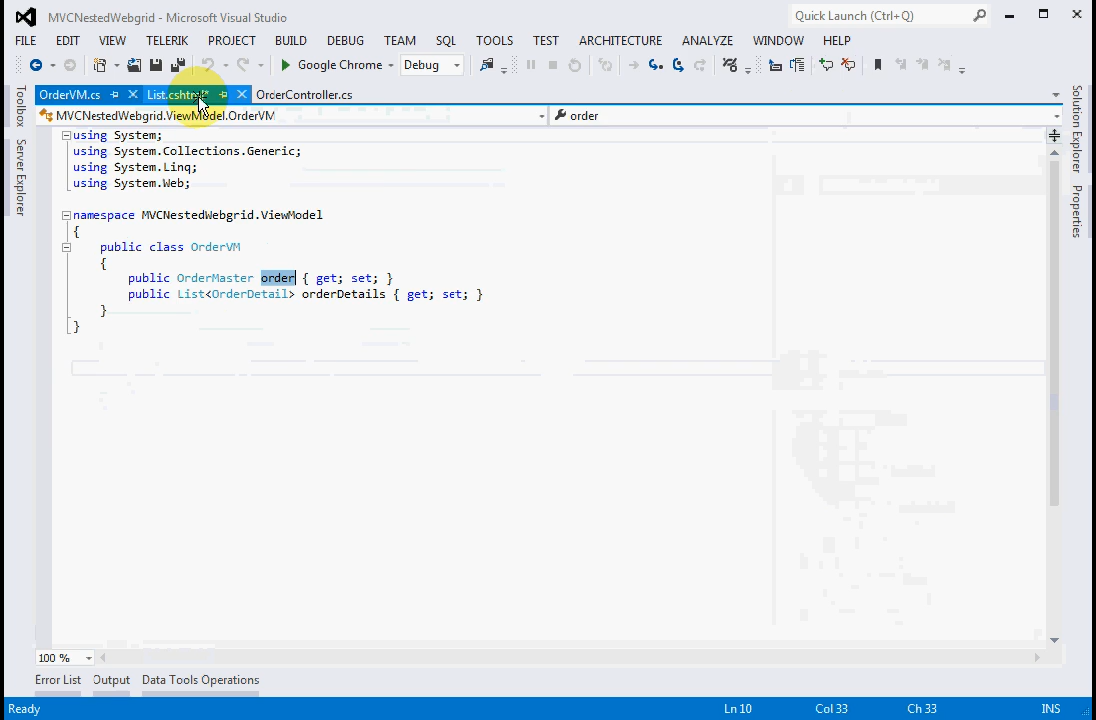 MVCNestedWebgrid - Microsoft Visual Studio
Quick Launch (Ctrl+Q)
FILE EDIT VIEW TELERIK PROJECT BUILD DEBUG TEAM SQL TOOLS TEST ARCHITECTURE ANALYZE WINDOW HELP
Google Chrome
Debug
OrderVM.cs
List.cshtml*
OrderController.cs
MVCNestedWebgrid.ViewModel.OrderVM
order
Toolbox
Server Explorer
Solution Explorer
Properties
using System;
using System.Collections.Generic;
using System.Linq;
using System.Web;
namespace MVCNestedWebgrid.ViewModel
{
public class OrderVM
{
public OrderMaster order { get; set; }
public List<OrderDetail> orderDetails { get; set; }
}
}
100 %
Error List Output Data Tools Operations
Ready Ln 10 Col 33 Ch 33 INS